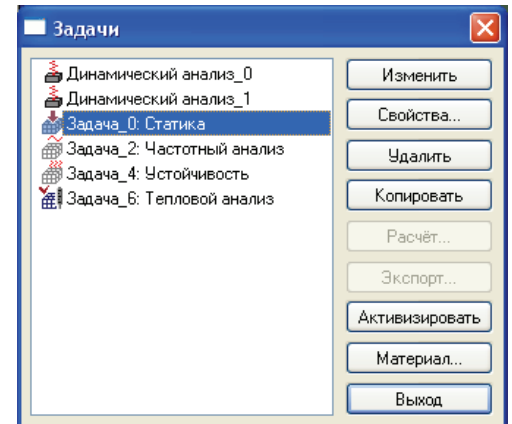 Задачи
Динамический анализ_0
Динамический анализ_1
Задача_0: Статика
Задача_2: Частотный анализ
Задача_4: Устойчивость
Задача_6: Тепловой анализ
Изменить
Свойства...
Удалить
Копировать
Расчёт...
Экспорт...
Активизировать
Материал...
Выход